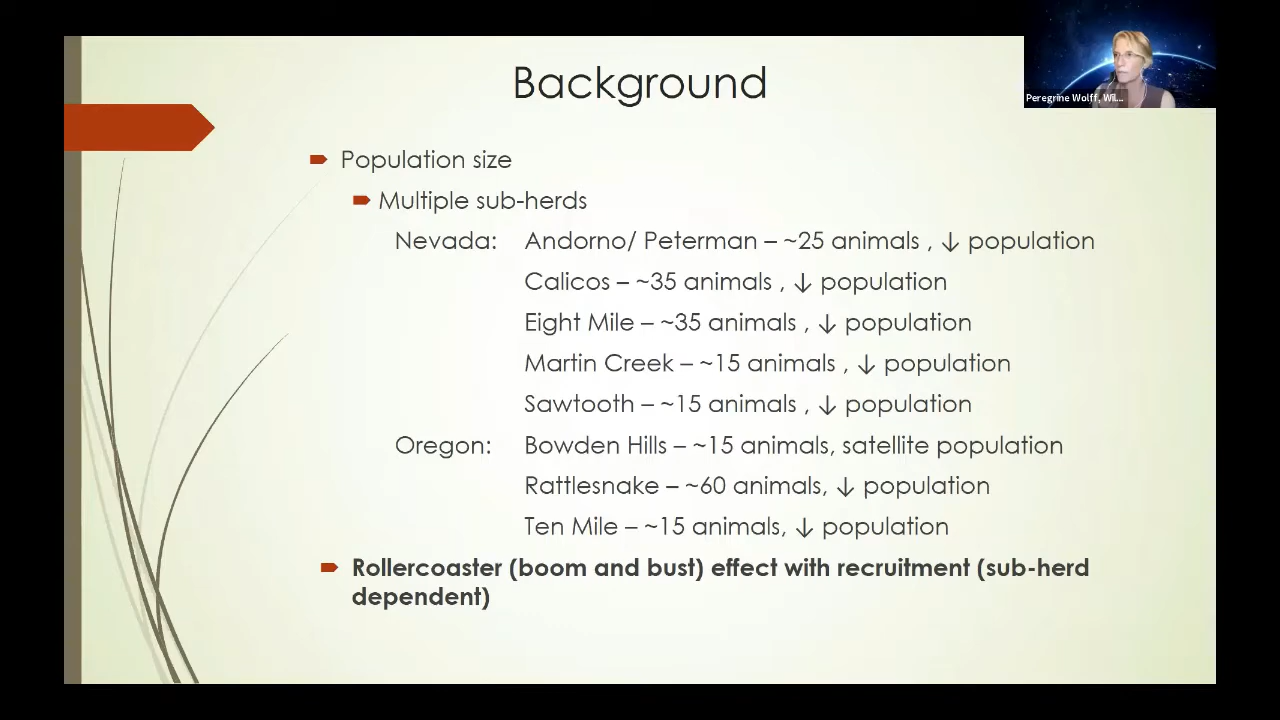 Background
Peregrine Wolff, Wil...
Population size
Multiple sub-herds
Nevada: Andorno/ Peterman – ~25 animals , ↓ population
Calicos – ~35 animals , ↓ population
Eight Mile – ~35 animals , ↓ population
Martin Creek – ~15 animals , ↓ population
Sawtooth – ~15 animals , ↓ population
Oregon: Bowden Hills – ~15 animals, satellite population
Rattlesnake – ~60 animals, ↓ population
Ten Mile – ~15 animals, ↓ population
Rollercoaster (boom and bust) effect with recruitment (sub-herd
dependent)